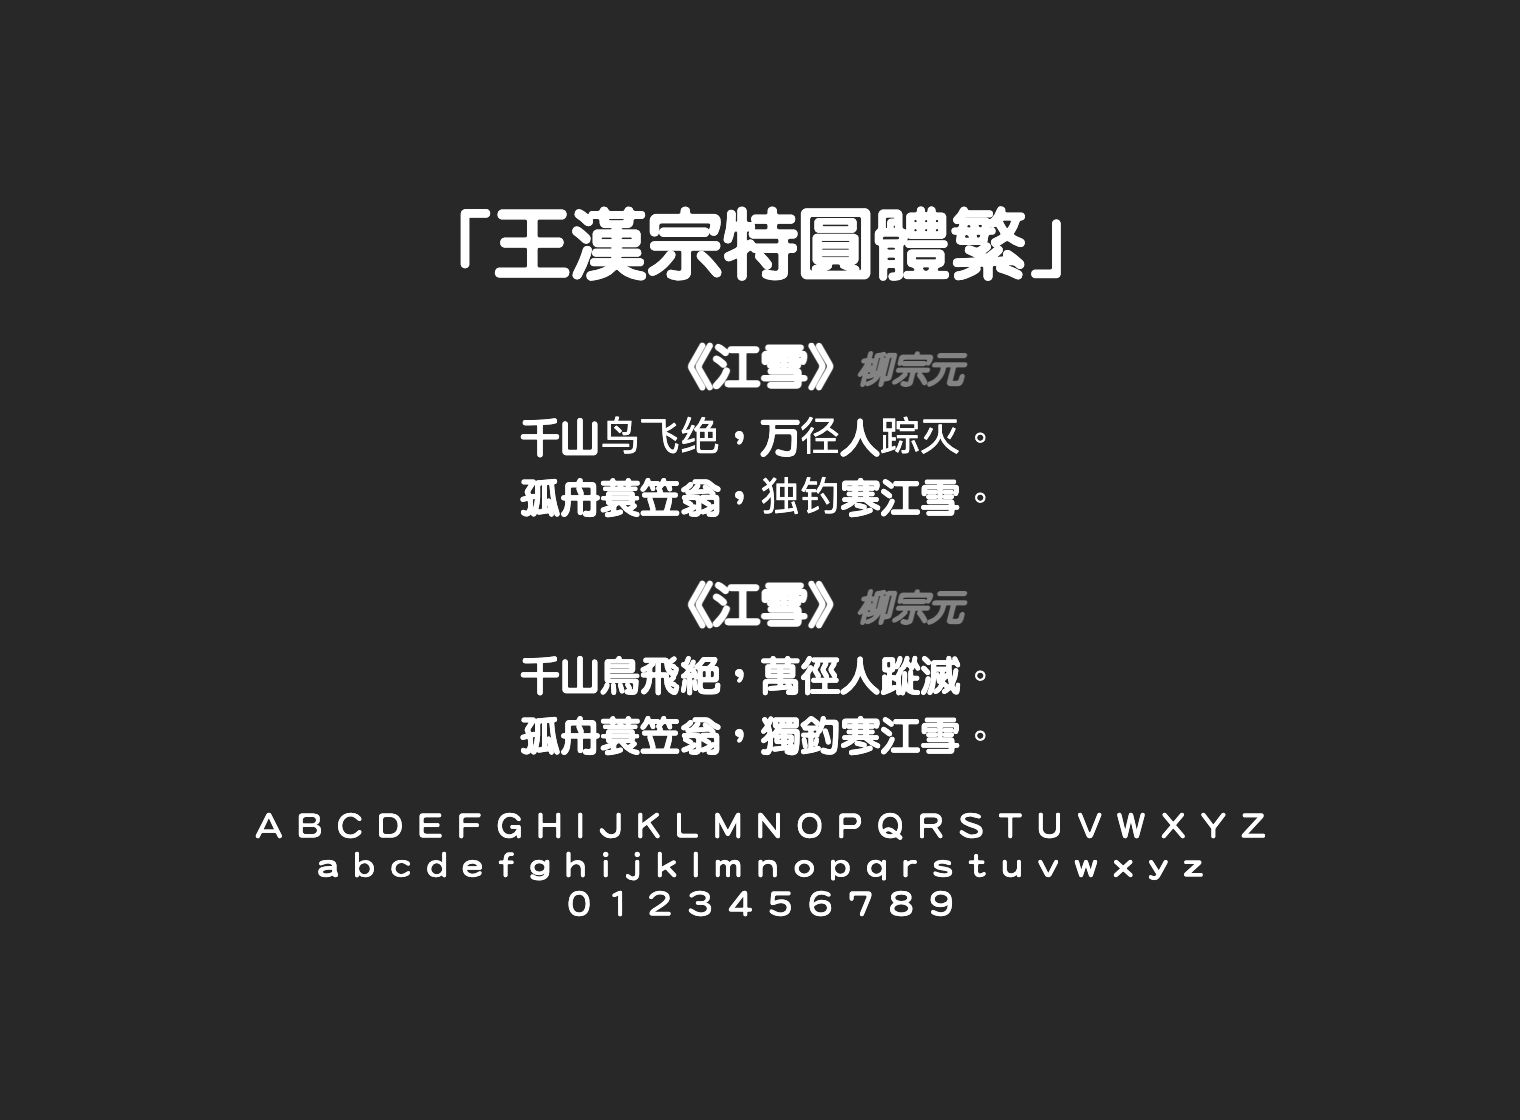 「王漢宗特圓體繁」
《江雪》柳宗元
千山鸟飞绝，万径人踪灭。
孤舟蓑笠翁，独钓寒江雪。
《江雪》柳宗元
千山鳥飛絕，萬徑人蹤滅。
孤舟蓑笠翁，獨釣寒江雪。
A B C D E F G H I J K L M N O P Q R S T U V W X Y Z
a b c d e f g h i j k l m n o p q r s t u v w x y z
0 1 2 3 4 5 6 7 8 9